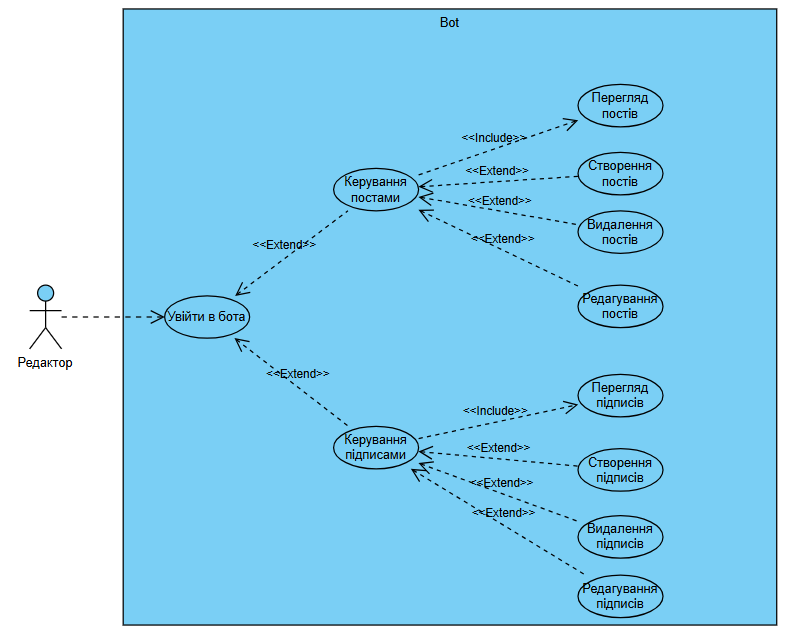 Bot
Перегляд
постів
<<Include>>
Створення
постів
<<Extend>>
Керування
постами
<<Extend>>
Видалення
постів
<<Extend>>
<<Extend>>
Редагування
постів
Увійти в бота
Редактор
<<Extend>>
Перегляд
підписів
<<Include>>
Керування
підписами
<<Extend>>
Створення
підписів
<<Extend>>
Видалення
підписів
<<Extend>>
Редагування
підписів